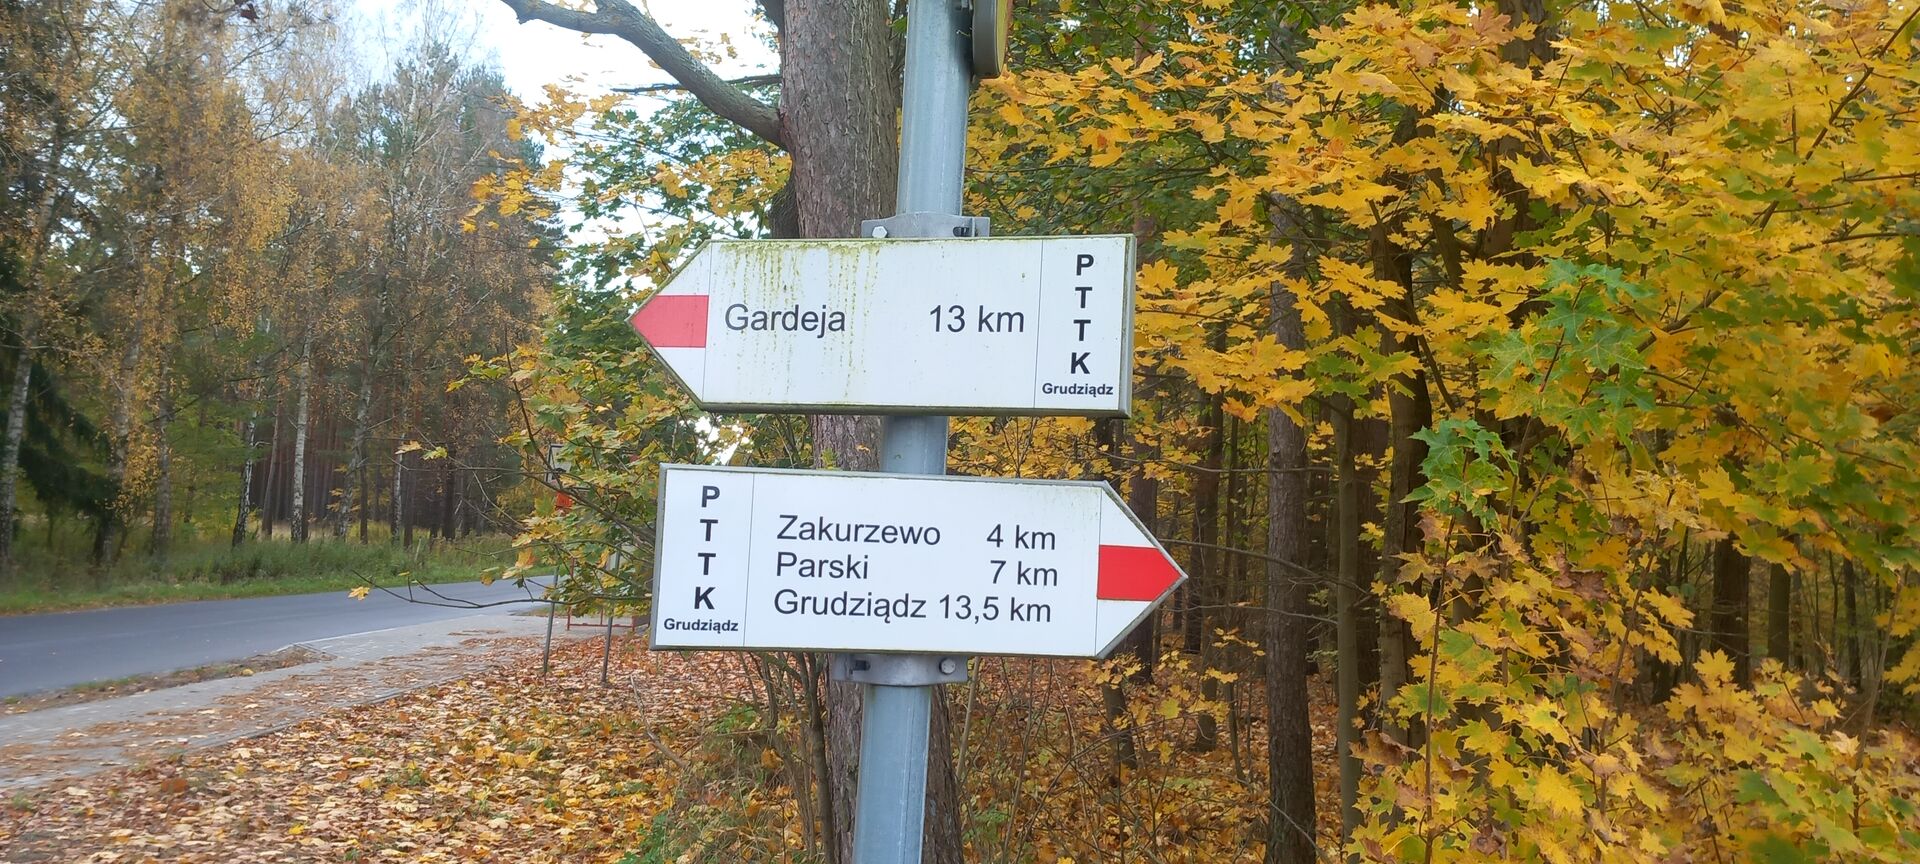 Gardeja 13 km
P
T
T
K
Grudziądz
P
T
T
K
Grudziądz
Zakurzewo 4 km
Parski 7 km
Grudziądz 13,5 km